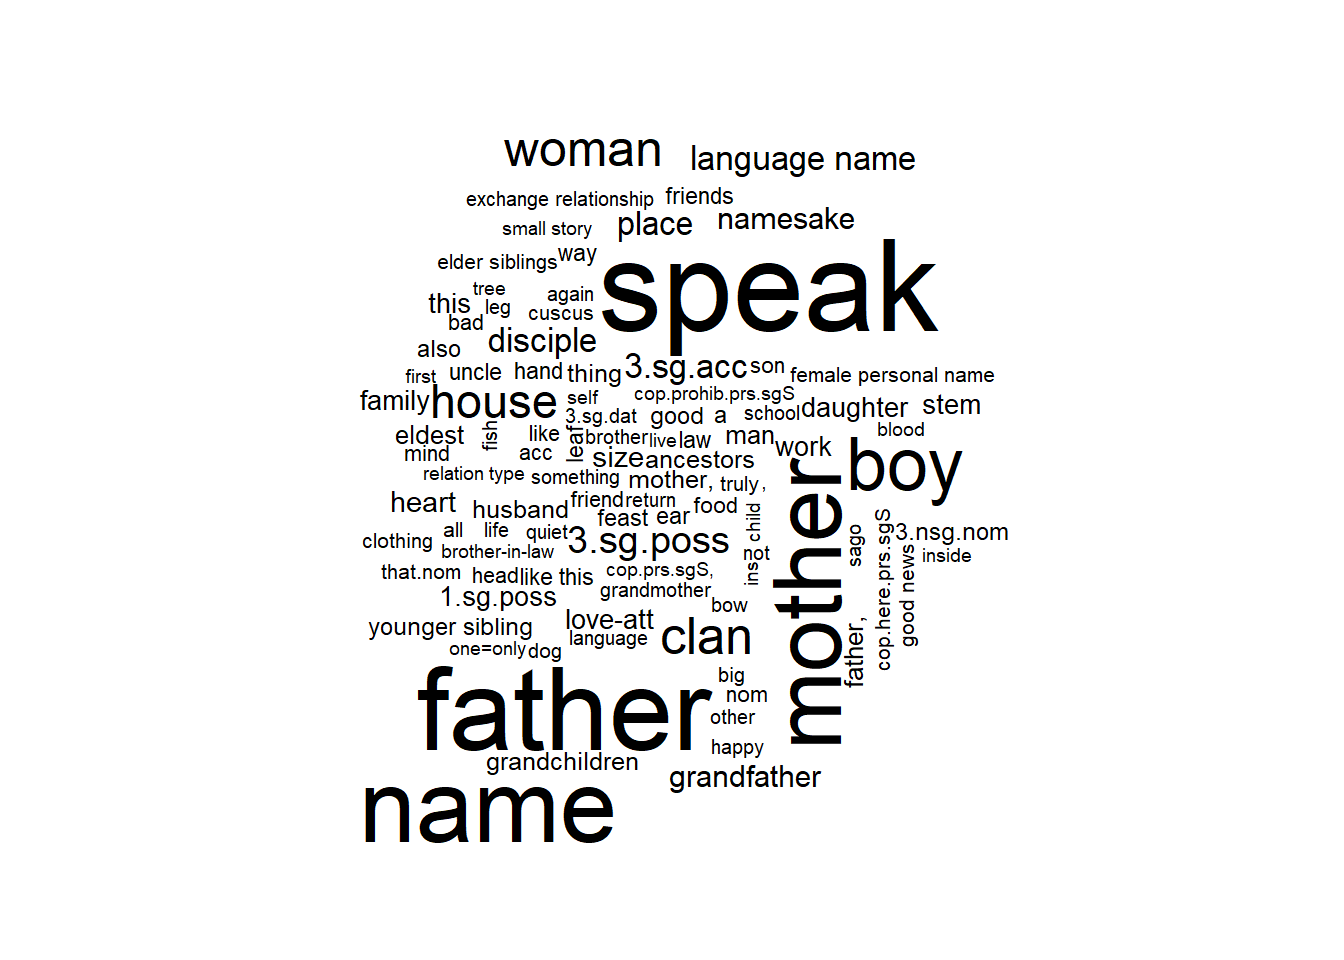 woman
language name
exchange relationship
friends
small story
place
namesake
elder siblings
way
speak
tree
this
leg
again
bad
cuscus
also
disciple
first
uncle
hand
thing
3.sg.acc
son
female personal name
family
house
self
cop.prohib.prs.sgS
3.sg.dat
good
a
school
daughter
stem
eldest
fish
like
leaf
brother
live
law
man
work
blood
boy
mind
acc
size
ancestors
relation type
something
mother,
truly
,
mother
heart
husband
friend
return
food
feast
ear
child
sago
cop.here.prs.sgS
3.nsg.nom
clothing
all
life
quiet
3.sg.poss
not
good news
inside
brother-in-law
that.nom
head
like this
cop.prs.sgS,
ins
1.sg.poss
grandmother
bow
younger sibling
love-att
clan
father,
language
one=only
dog
father
big
nom
other
happy
grandchildren
grandfather
name